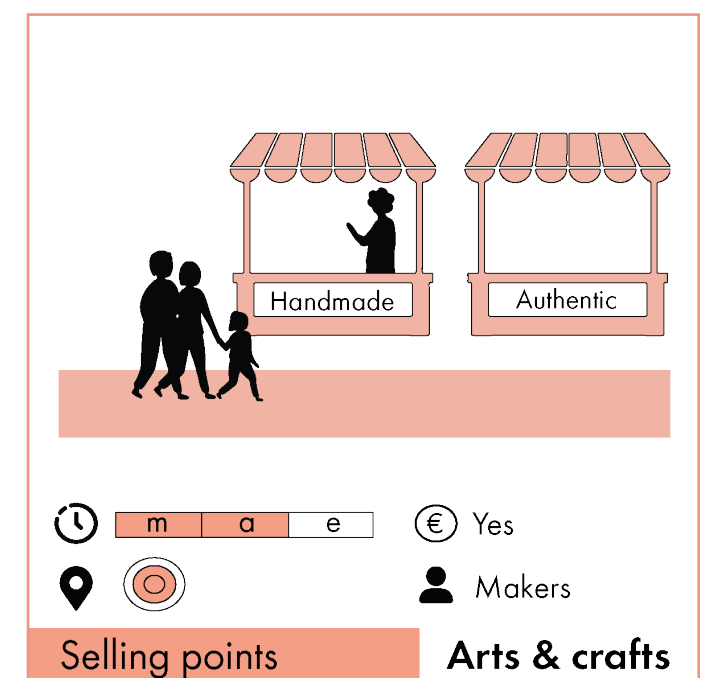 Handmade
Authentic
m a e
€ Yes
Makers
Selling points
Arts & crafts